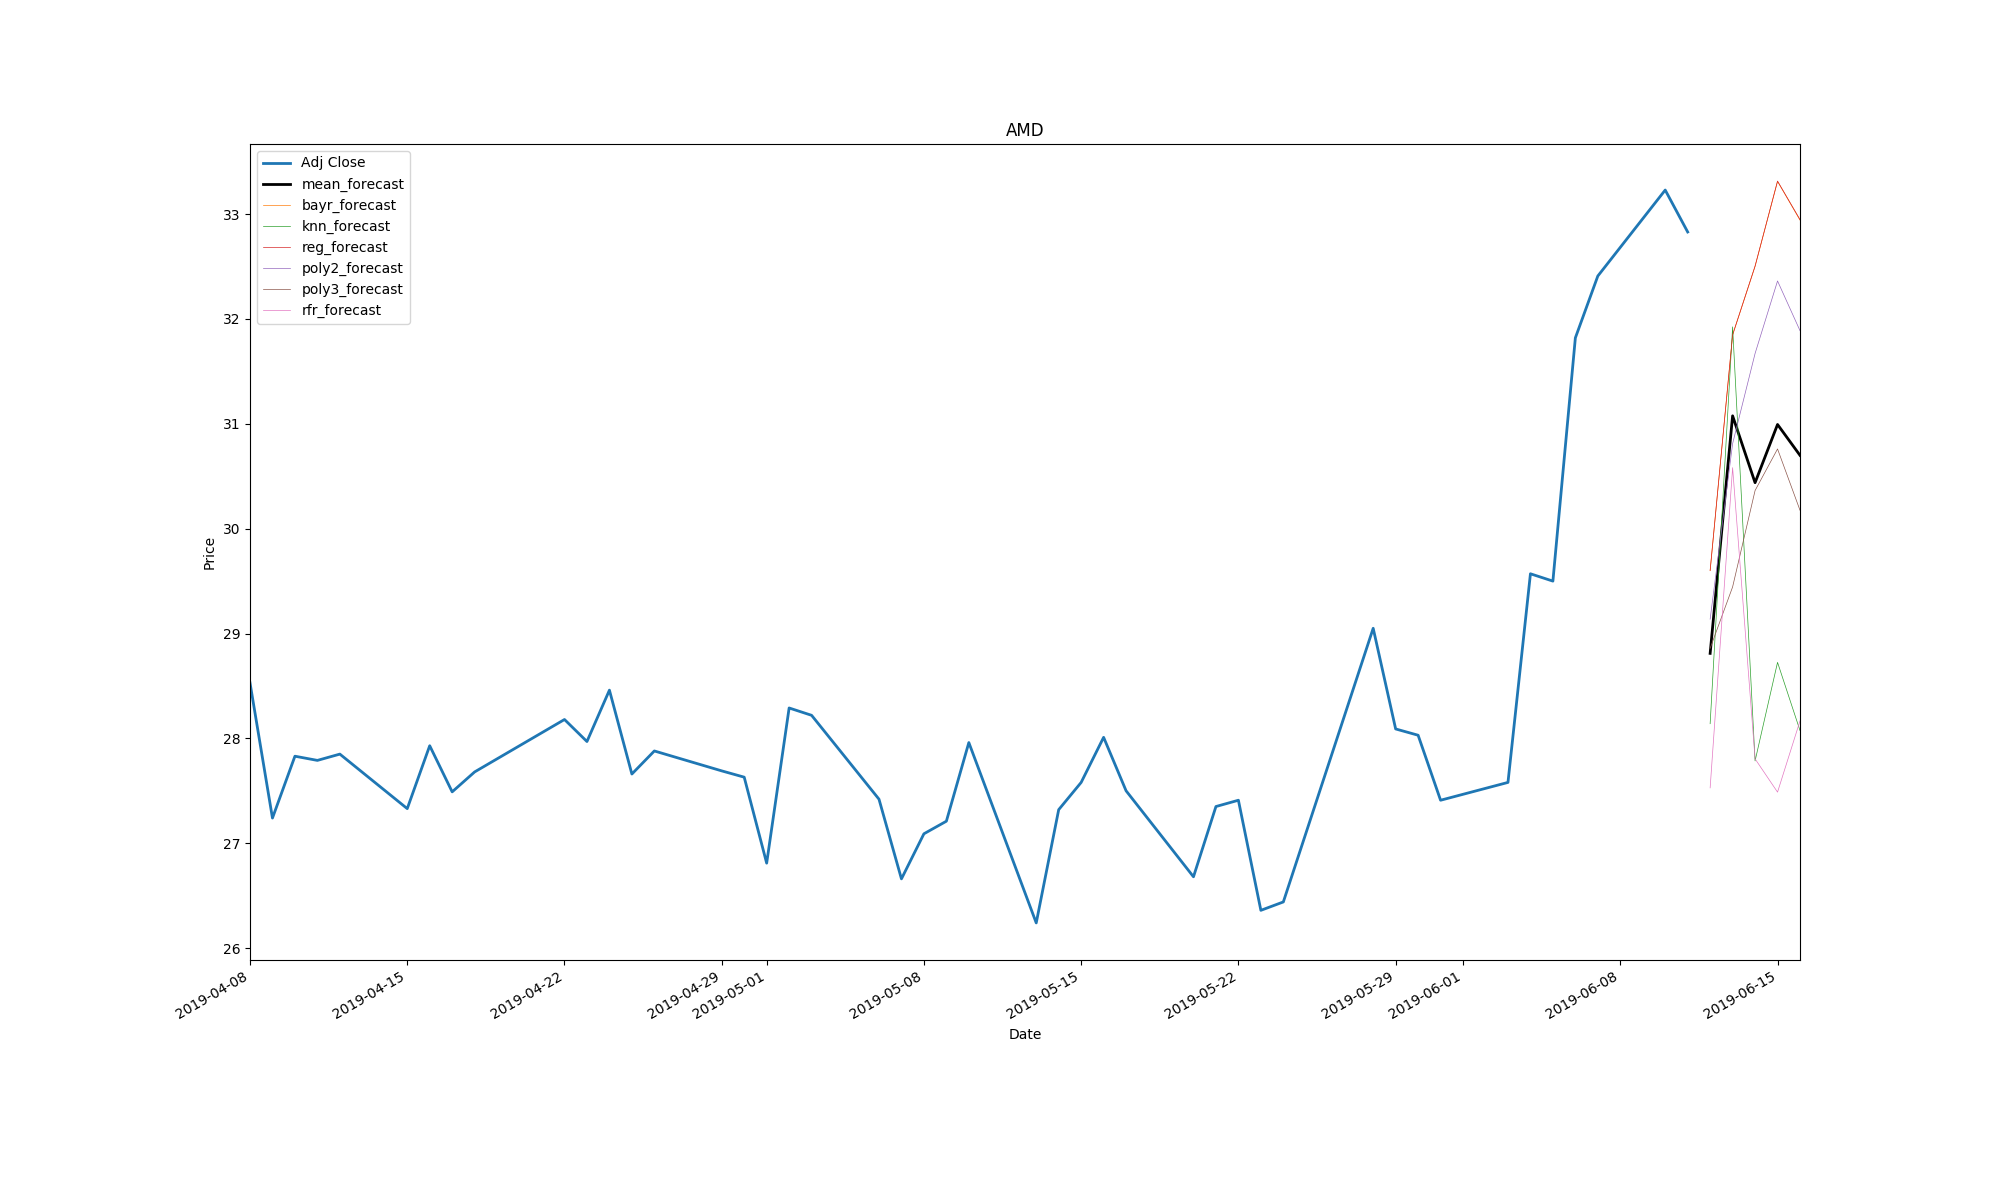 AMD
Adj Close
mean_forecast
bayr_forecast
knn_forecast
reg_forecast
poly2_forecast
poly3_forecast
rfr_forecast
33
32
31
30
29
28
27
26
Price
2019-04-08
2019-04-15
2019-04-22
2019-04-29
2019-05-01
2019-05-08
2019-05-15
2019-05-22
2019-05-29
2019-06-01
2019-06-08
2019-06-15
Date